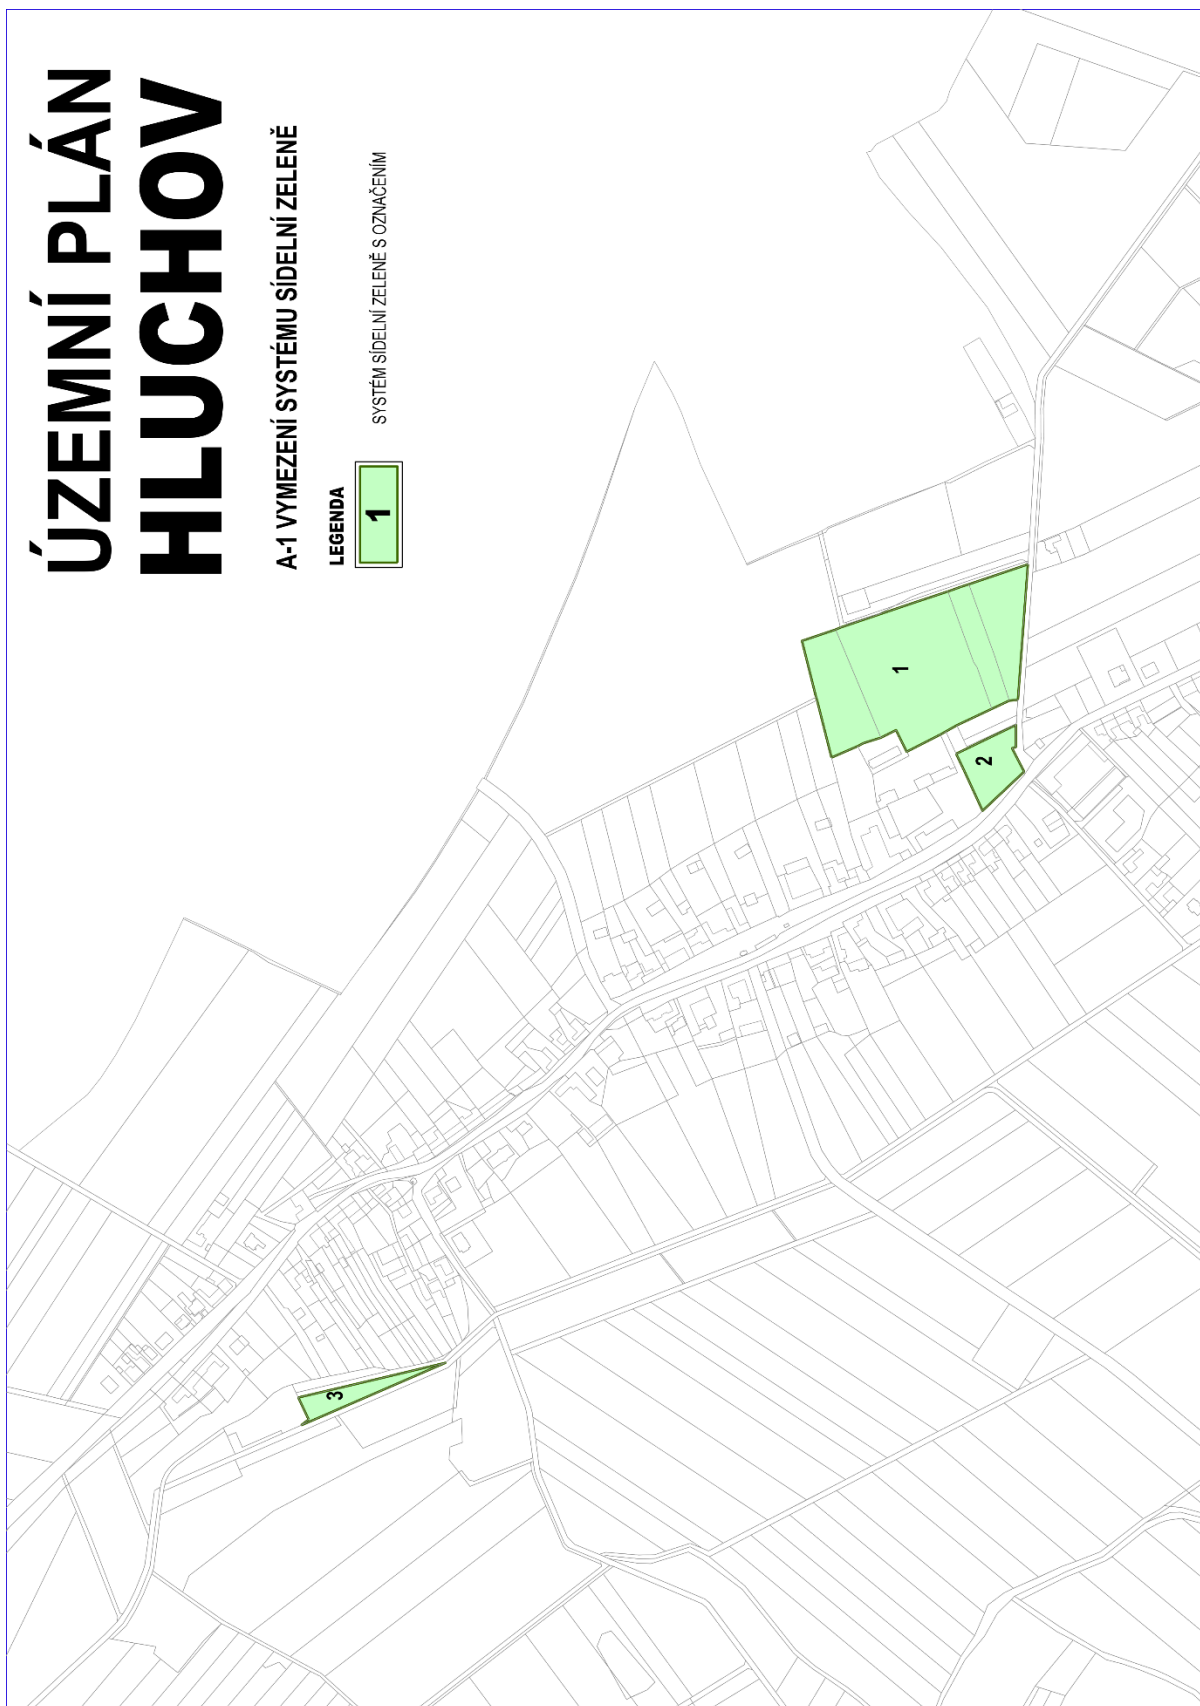 ÚZEMNÍ PLÁN
HLUCHOV
A-1 VYMEZENÍ SYSTÉMU SÍDELNÍ ZELENĚ
LEGENDA
1
SYSTÉM SÍDELNÍ ZELENĚ S OZNAČENÍM
3
2
1